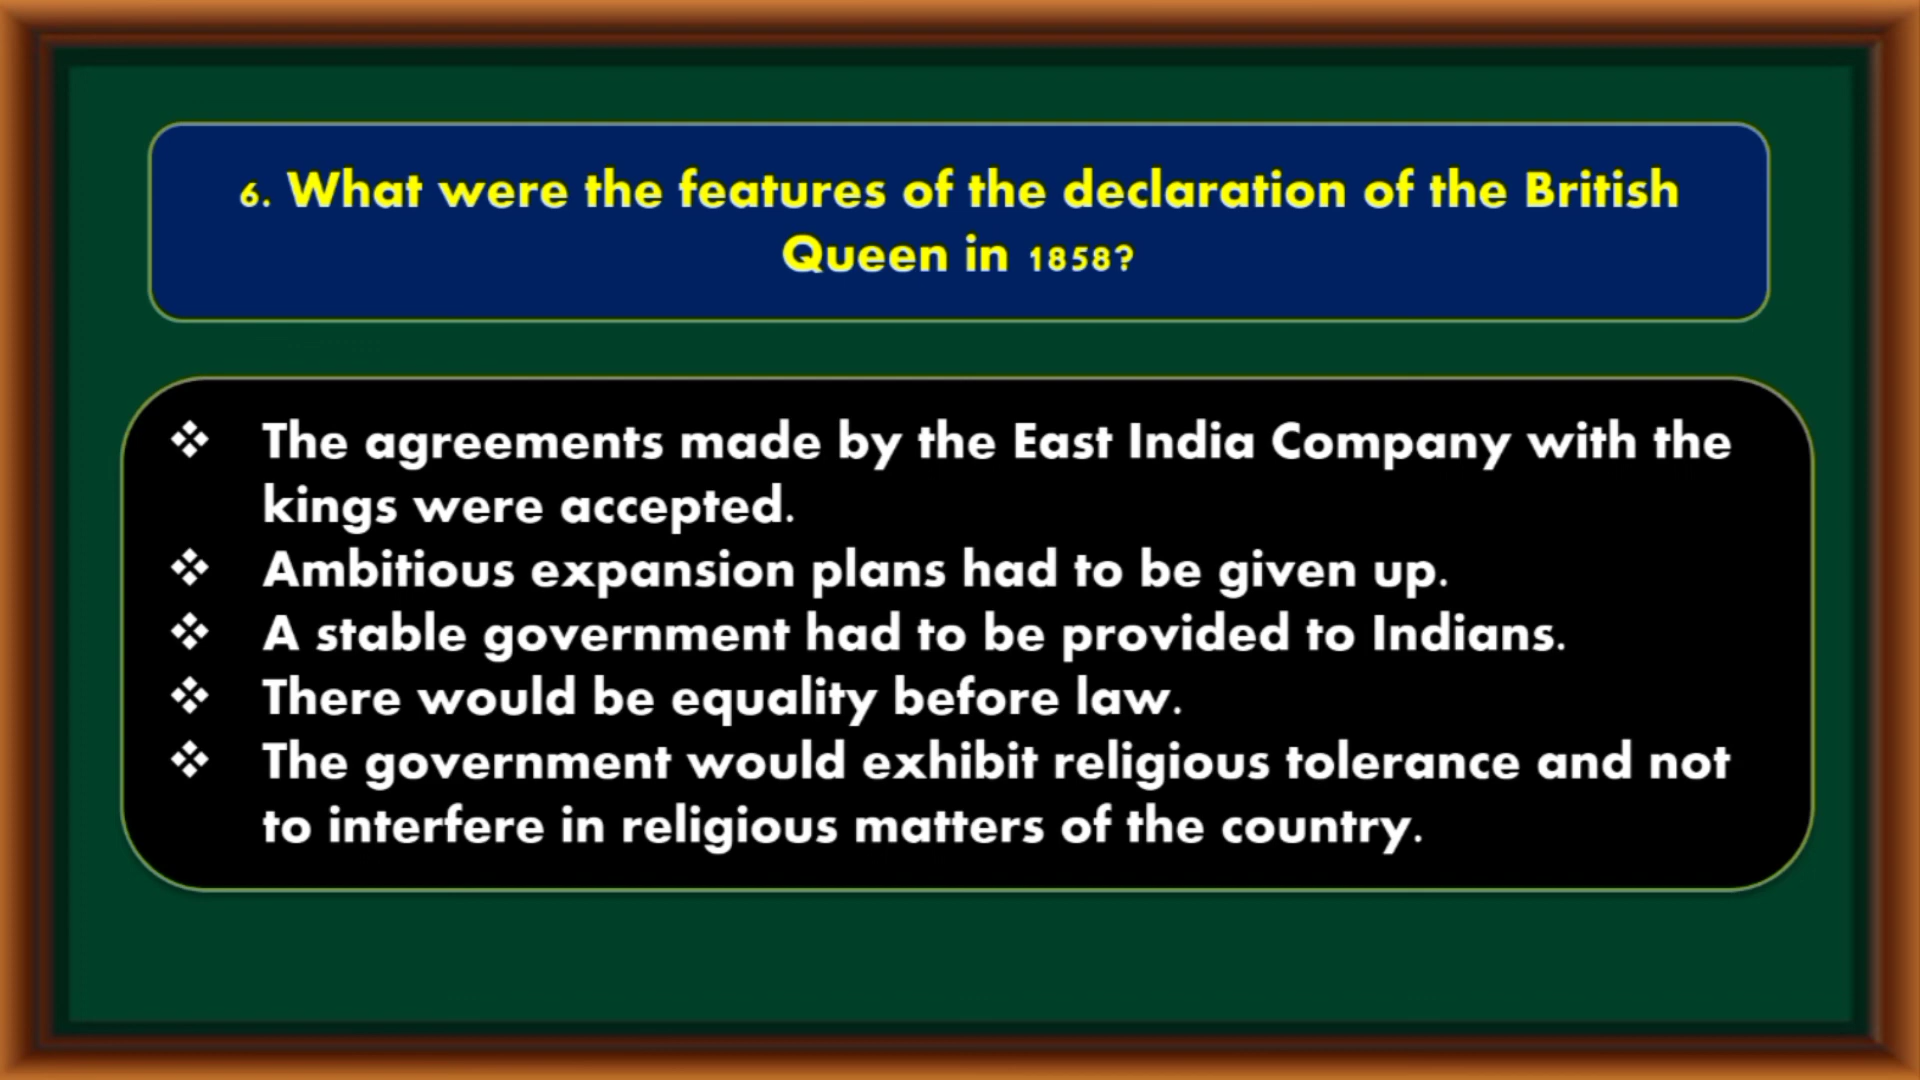 6. What were the features of the declaration of the British
Queen in 1858?
❖ The agreements made by the East India Company with the
kings were accepted.
❖ Ambitious expansion plans had to be given up.
❖ A stable government had to be provided to Indians.
❖ There would be equality before law.
❖ The government would exhibit religious tolerance and not
to interfere in religious matters of the country.